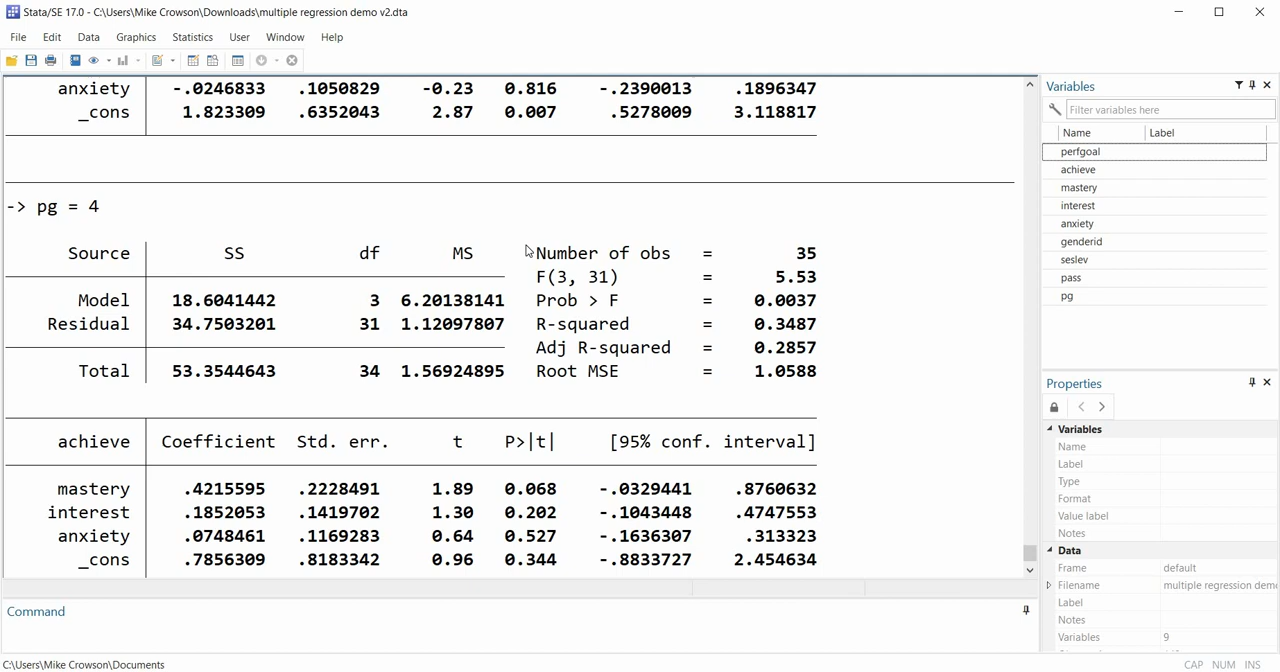 Stata/SE 17.0 - C:\Users\Mike Crowson\Downloads\multiple regression demo v2.dta
File Edit Data Graphics Statistics User Window Help
anxiety -.0246833 .1050829 -0.23 0.816 -.2390013 .1896347
_cons 1.823309 .6352043 2.87 0.007 .5278009 3.118817
-> pg = 4
Source SS df MS Number of obs = 35
F(3, 31) = 5.53
Model 18.6041442 3 6.20138141 Prob > F = 0.0037
Residual 34.7503201 31 1.12097807 R-squared = 0.3487
Adj R-squared = 0.2857
Total 53.3544643 34 1.56924895 Root MSE = 1.0588
achieve Coefficient Std. err. t P>|t| [95% conf. interval]
mastery .4215595 .2228491 1.89 0.068 -.0329441 .8760632
interest .1852053 .1419702 1.30 0.202 -.1043448 .4747553
anxiety .0748461 .1169283 0.64 0.527 -.1636307 .313323
_cons .7856309 .8183342 0.96 0.344 -.8833727 2.454634
Command
C:\Users\Mike Crowson\Documents
Variables
Filter variables here
Name Label
perfgoal
achieve
mastery
interest
anxiety
genderid
seslev
pass
pg
Properties
Variables
Name
Label
Type
Format
Value label
Notes
Data
Frame default
Filename multiple regression demo
Label
Notes
Variables 9
CAP NUM INS